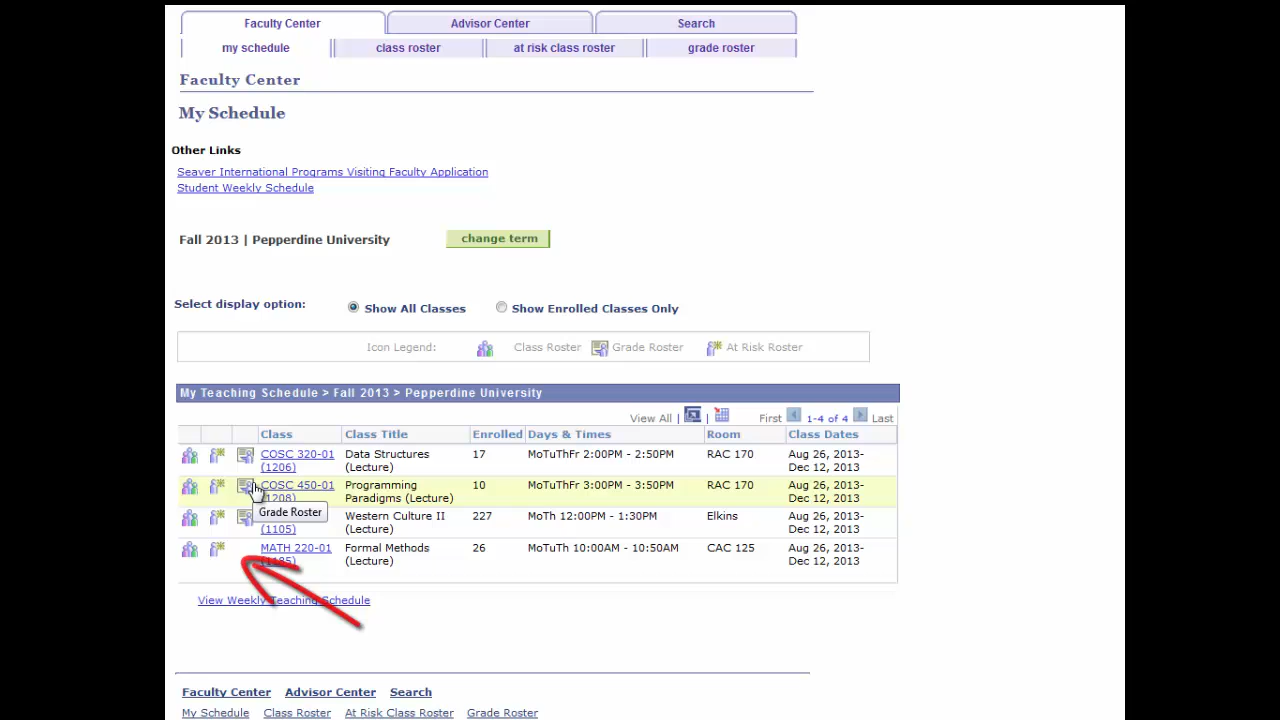 Faculty Center Advisor Center Search
my schedule class roster at risk class roster grade roster
Faculty Center
My Schedule
Other Links
Seaver International Programs Visiting Faculty Application
Student Weekly Schedule
Fall 2013 | Pepperdine University change term
Select display option: Show All Classes Show Enrolled Classes Only
Icon Legend: Class Roster Grade Roster At Risk Roster
My Teaching Schedule > Fall 2013 > Pepperdine University
View All | | First 1-4 of 4 Last
Class Class Title Enrolled Days & Times Room Class Dates
COSC 320-01 Data Structures 17 MoTuThFr 2:00PM - 2:50PM RAC 170 Aug 26, 2013-
(1206) (Lecture) Dec 12, 2013
COSC 450-01 Programming 10 MoTuThFr 3:00PM - 3:50PM RAC 170 Aug 26, 2013-
(1208) Paradigms (Lecture) Dec 12, 2013
Grade Roster
Western Culture II 227 MoTh 12:00PM - 1:30PM Elkins Aug 26, 2013-
(1105) (Lecture) Dec 12, 2013
MATH 220-01 Formal Methods 26 MoTuTh 10:00AM - 10:50AM CAC 125 Aug 26, 2013-
(Lecture) Dec 12, 2013
View Weekly Teaching Schedule
Faculty Center Advisor Center Search
My Schedule Class Roster At Risk Class Roster Grade Roster